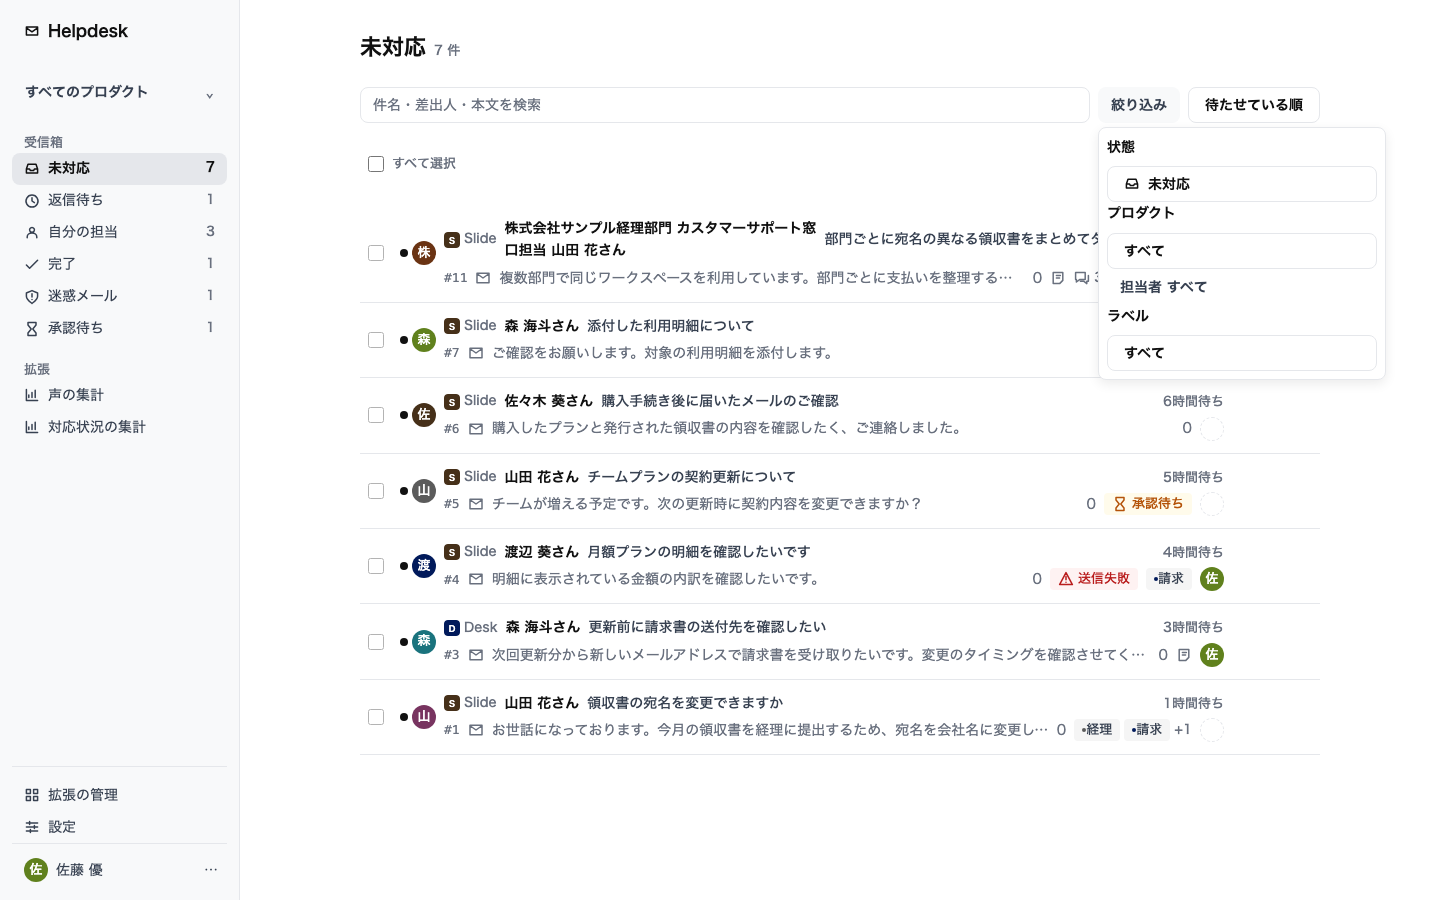 Helpdesk
すべてのプロダクト
受信箱
未対応 7
返信待ち 1
自分の担当 3
完了 1
迷惑メール 1
承認待ち 1
拡張
声の集計
対応状況の集計
拡張の管理
設定
佐 佐藤 優 …
未対応 7 件
件名・差出人・本文を検索
絞り込み
待たせている順
状態
未対応
プロダクト
すべて
担当者 すべて
ラベル
すべて
すべて選択
株 S Slide 株式会社サンプル経理部門 カスタマーサポート窓
口担当 山田 花さん
部門ごとに宛名の異なる領収書をまとめて
#11 複数部門で同じワークスペースを利用しています。部門ごとに支払いを整理する… 0
森 S Slide 森 海斗さん 添付した利用明細について
#7 ご確認をお願いします。対象の利用明細を添付します。
佐 S Slide 佐々木 葵さん 購入手続き後に届いたメールのご確認 6時間待ち
#6 購入したプランと発行された領収書の内容を確認したく、ご連絡しました。 0
山 S Slide 山田 花さん チームプランの契約更新について 5時間待ち
#5 チームが増える予定です。次の更新時に契約内容を変更できますか？ 0 承認待ち
渡 S Slide 渡辺 葵さん 月額プランの明細を確認したいです 4時間待ち
#4 明細に表示されている金額の内訳を確認したいです。 0 送信失敗 •請求 佐
森 D Desk 森 海斗さん 更新前に請求書の送付先を確認したい 3時間待ち
#3 次回更新分から新しいメールアドレスで請求書を受け取りたいです。変更のタイミングを確認させてく… 0 佐
山 S Slide 山田 花さん 領収書の宛名を変更できますか 1時間待ち
#1 お世話になっております。今月の領収書を経理に提出するため、宛名を会社名に変更し… 0 •経理 •請求 +1